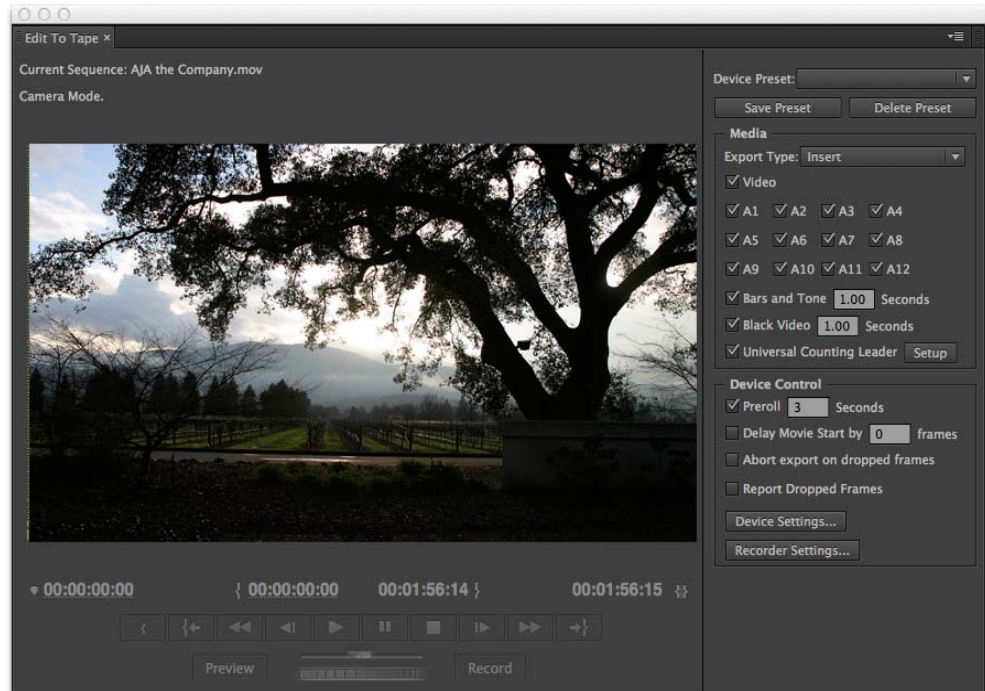 Edit To Tape ×
Current Sequence: AJA the Company.mov
Camera Mode.
Device Preset:
Save Preset Delete Preset
Media
Export Type: Insert
Video
A1 A2 A3 A4
A5 A6 A7 A8
A9 A10 A11 A12
Bars and Tone 1.00 Seconds
Black Video 1.00 Seconds
Universal Counting Leader Setup
Device Control
Preroll 3 Seconds
Delay Movie Start by 0 frames
Abort export on dropped frames
Report Dropped Frames
Device Settings...
Recorder Settings...
00:00:00:00 { 00:00:00:00 00:01:56:14 } 00:01:56:15
Preview Record